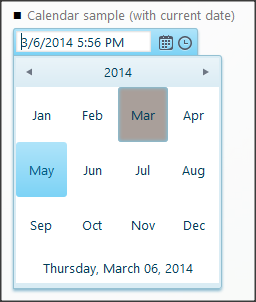 Calendar sample (with current date)
3/6/2014 5:56 PM
2014
Jan Feb Mar Apr
May Jun Jul Aug
Sep Oct Nov Dec
Thursday, March 06, 2014